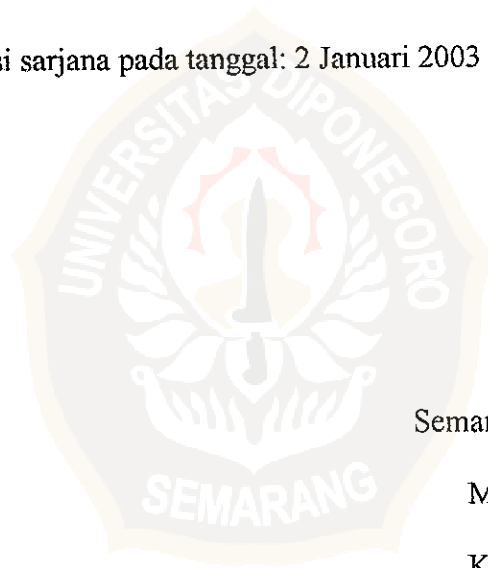 si sarjana pada tanggal: 2 Januari 2003
UNIVERSITAS DIPONEGORO
Semar
M
K
SEMARANG